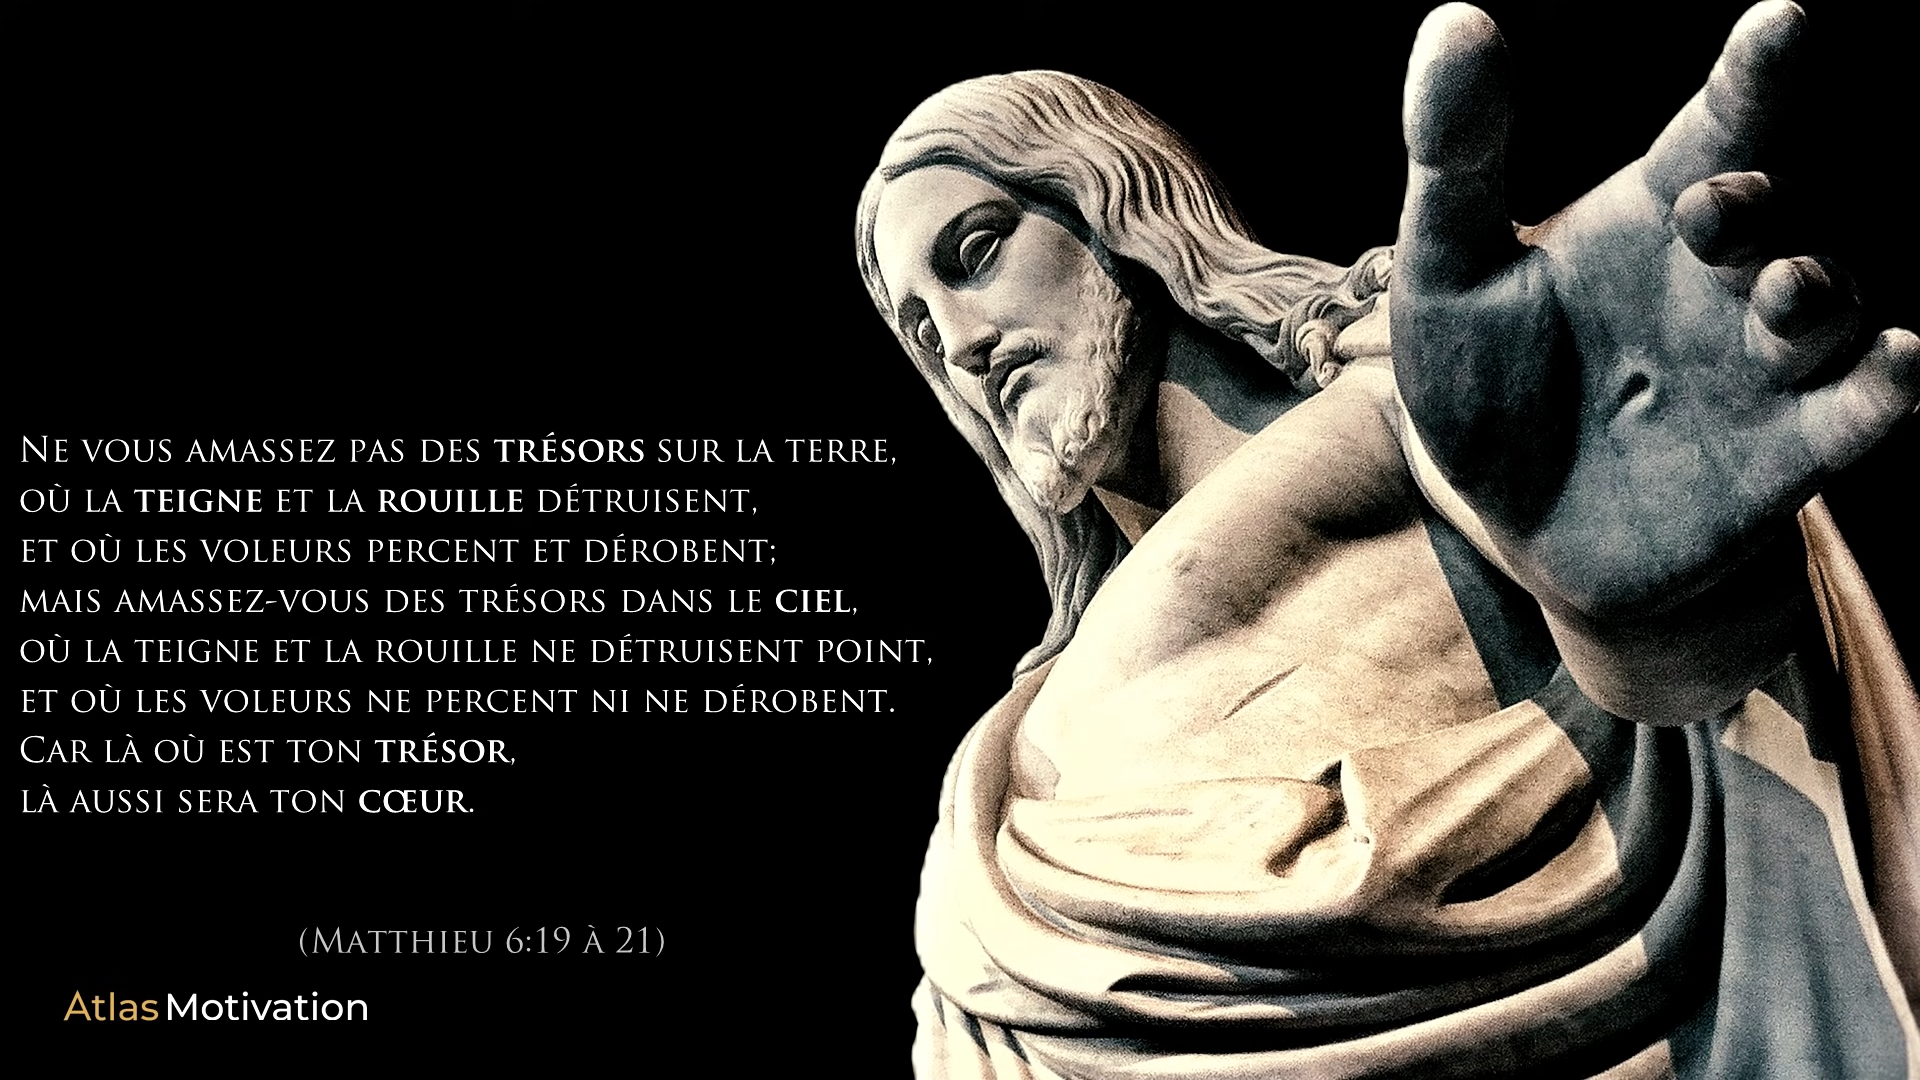 Ne vous amassez pas des trésors sur la terre,
où la teigne et la rouille détruisent,
et où les voleurs percent et dérobent;
mais amassez-vous des trésors dans le ciel,
où la teigne et la rouille ne détruisent point,
et où les voleurs ne percent ni ne dérobent.
Car là où est ton trésor,
là aussi sera ton cœur.
(Matthieu 6:19 à 21)
Atlas Motivation